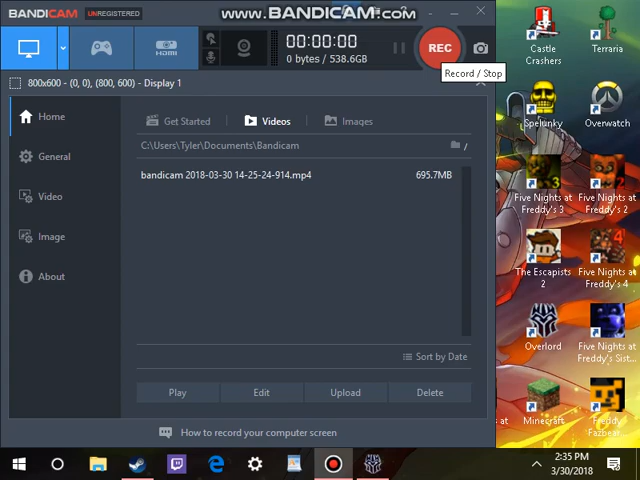 BANDICAM UNREGISTERED
www.BANDICAM.com
HDMI
00:00:00
0 bytes / 538.6GB
REC
Record / Stop
800x600 - (0, 0), (800, 600) - Display 1
Home
General
Video
Image
About
Get Started
Videos
Images
C:\Users\Tyler\Documents\Bandicam
/
bandicam 2018-03-30 14-25-24-914.mp4 695.7MB
Sort by Date
Play Edit Upload Delete
How to record your computer screen
Castle Crashers
Terraria
Spelunky
Overwatch
3
Five Nights at Freddy's 3
Five Nights at Freddy's 2
The Escapists 2
4
Five Nights at Freddy's 4
Overlord
Five Nights at Freddy's Sist...
s at
Minecraft
Freddy Fazbear...
2:35 PM
3/30/2018